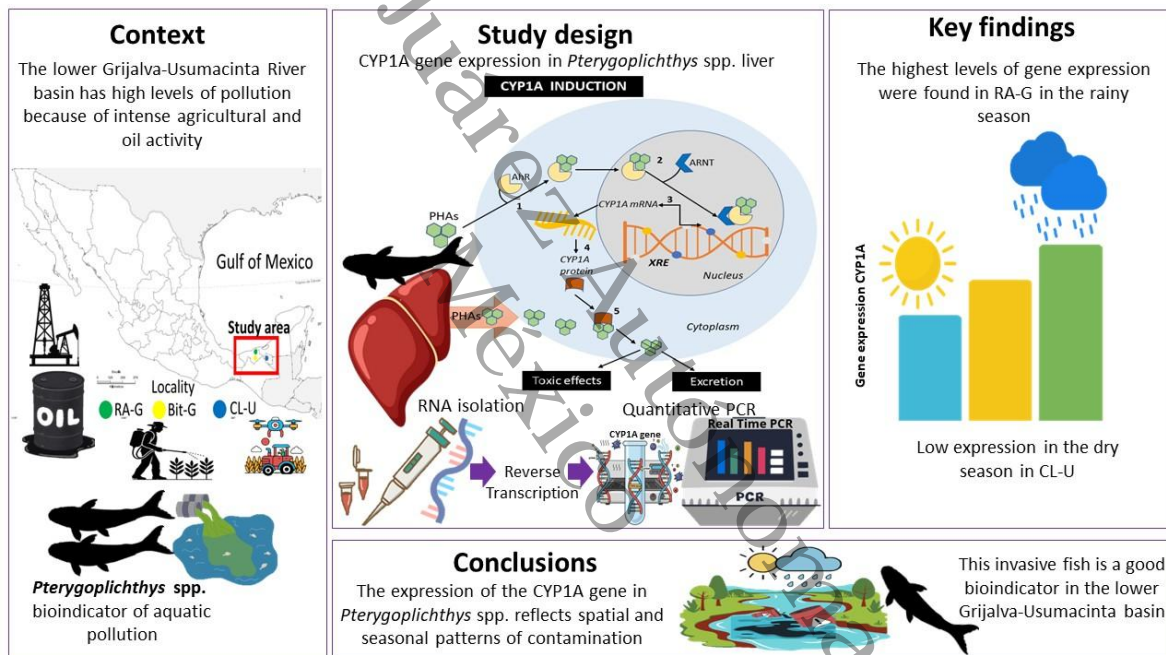 Context
The lower Grijalva-Usumacinta River
basin has high levels of pollution
because of intense agricultural and
oil activity
Gulf of Mexico
Study area
Locality
RA-G
Bit-G
CL-U
OIL
Pterygoplichthys spp.
bioindicator of aquatic
pollution
Study design
CYP1A gene expression in Pterygoplichthys spp. liver
CYP1A INDUCTION
AhR
1
2
ARNT
PHAs
CYP1A mRNA
3
4
CYP1A
protein
XRE
Nucleus
PHAs
5
Cytoplasm
Toxic effects
Excretion
RNA isolation
Reverse
Transcription
Quantitative PCR
CYP1A gene
Real Time PCR
PCR
Key findings
The highest levels of gene expression
were found in RA-G in the rainy
season
Gene expression CYP1A
Low expression in the dry
season in CL-U
Conclusions
The expression of the CYP1A gene in
Pterygoplichthys spp. reflects spatial and
seasonal patterns of contamination
This invasive fish is a good
bioindicator in the lower
Grijalva-Usumacinta basin
Juarez Autónoma
México